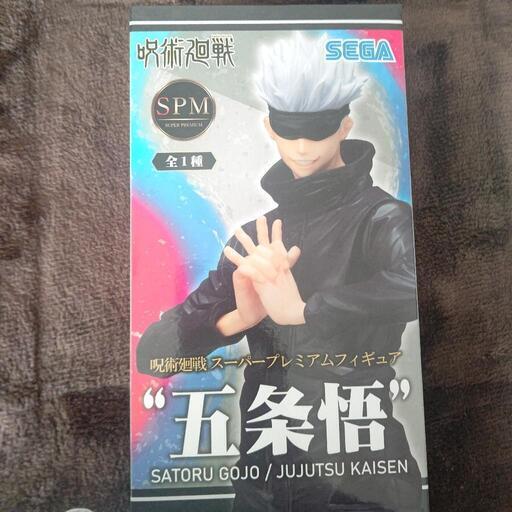 呪術廻戦
SEGA
SPM
SUPER PREMIUM
全1種
呪術廻戦 スーパープレミアムフィギュア
“五条悟”
SATORU GOJO / JUJUTSU KAISEN